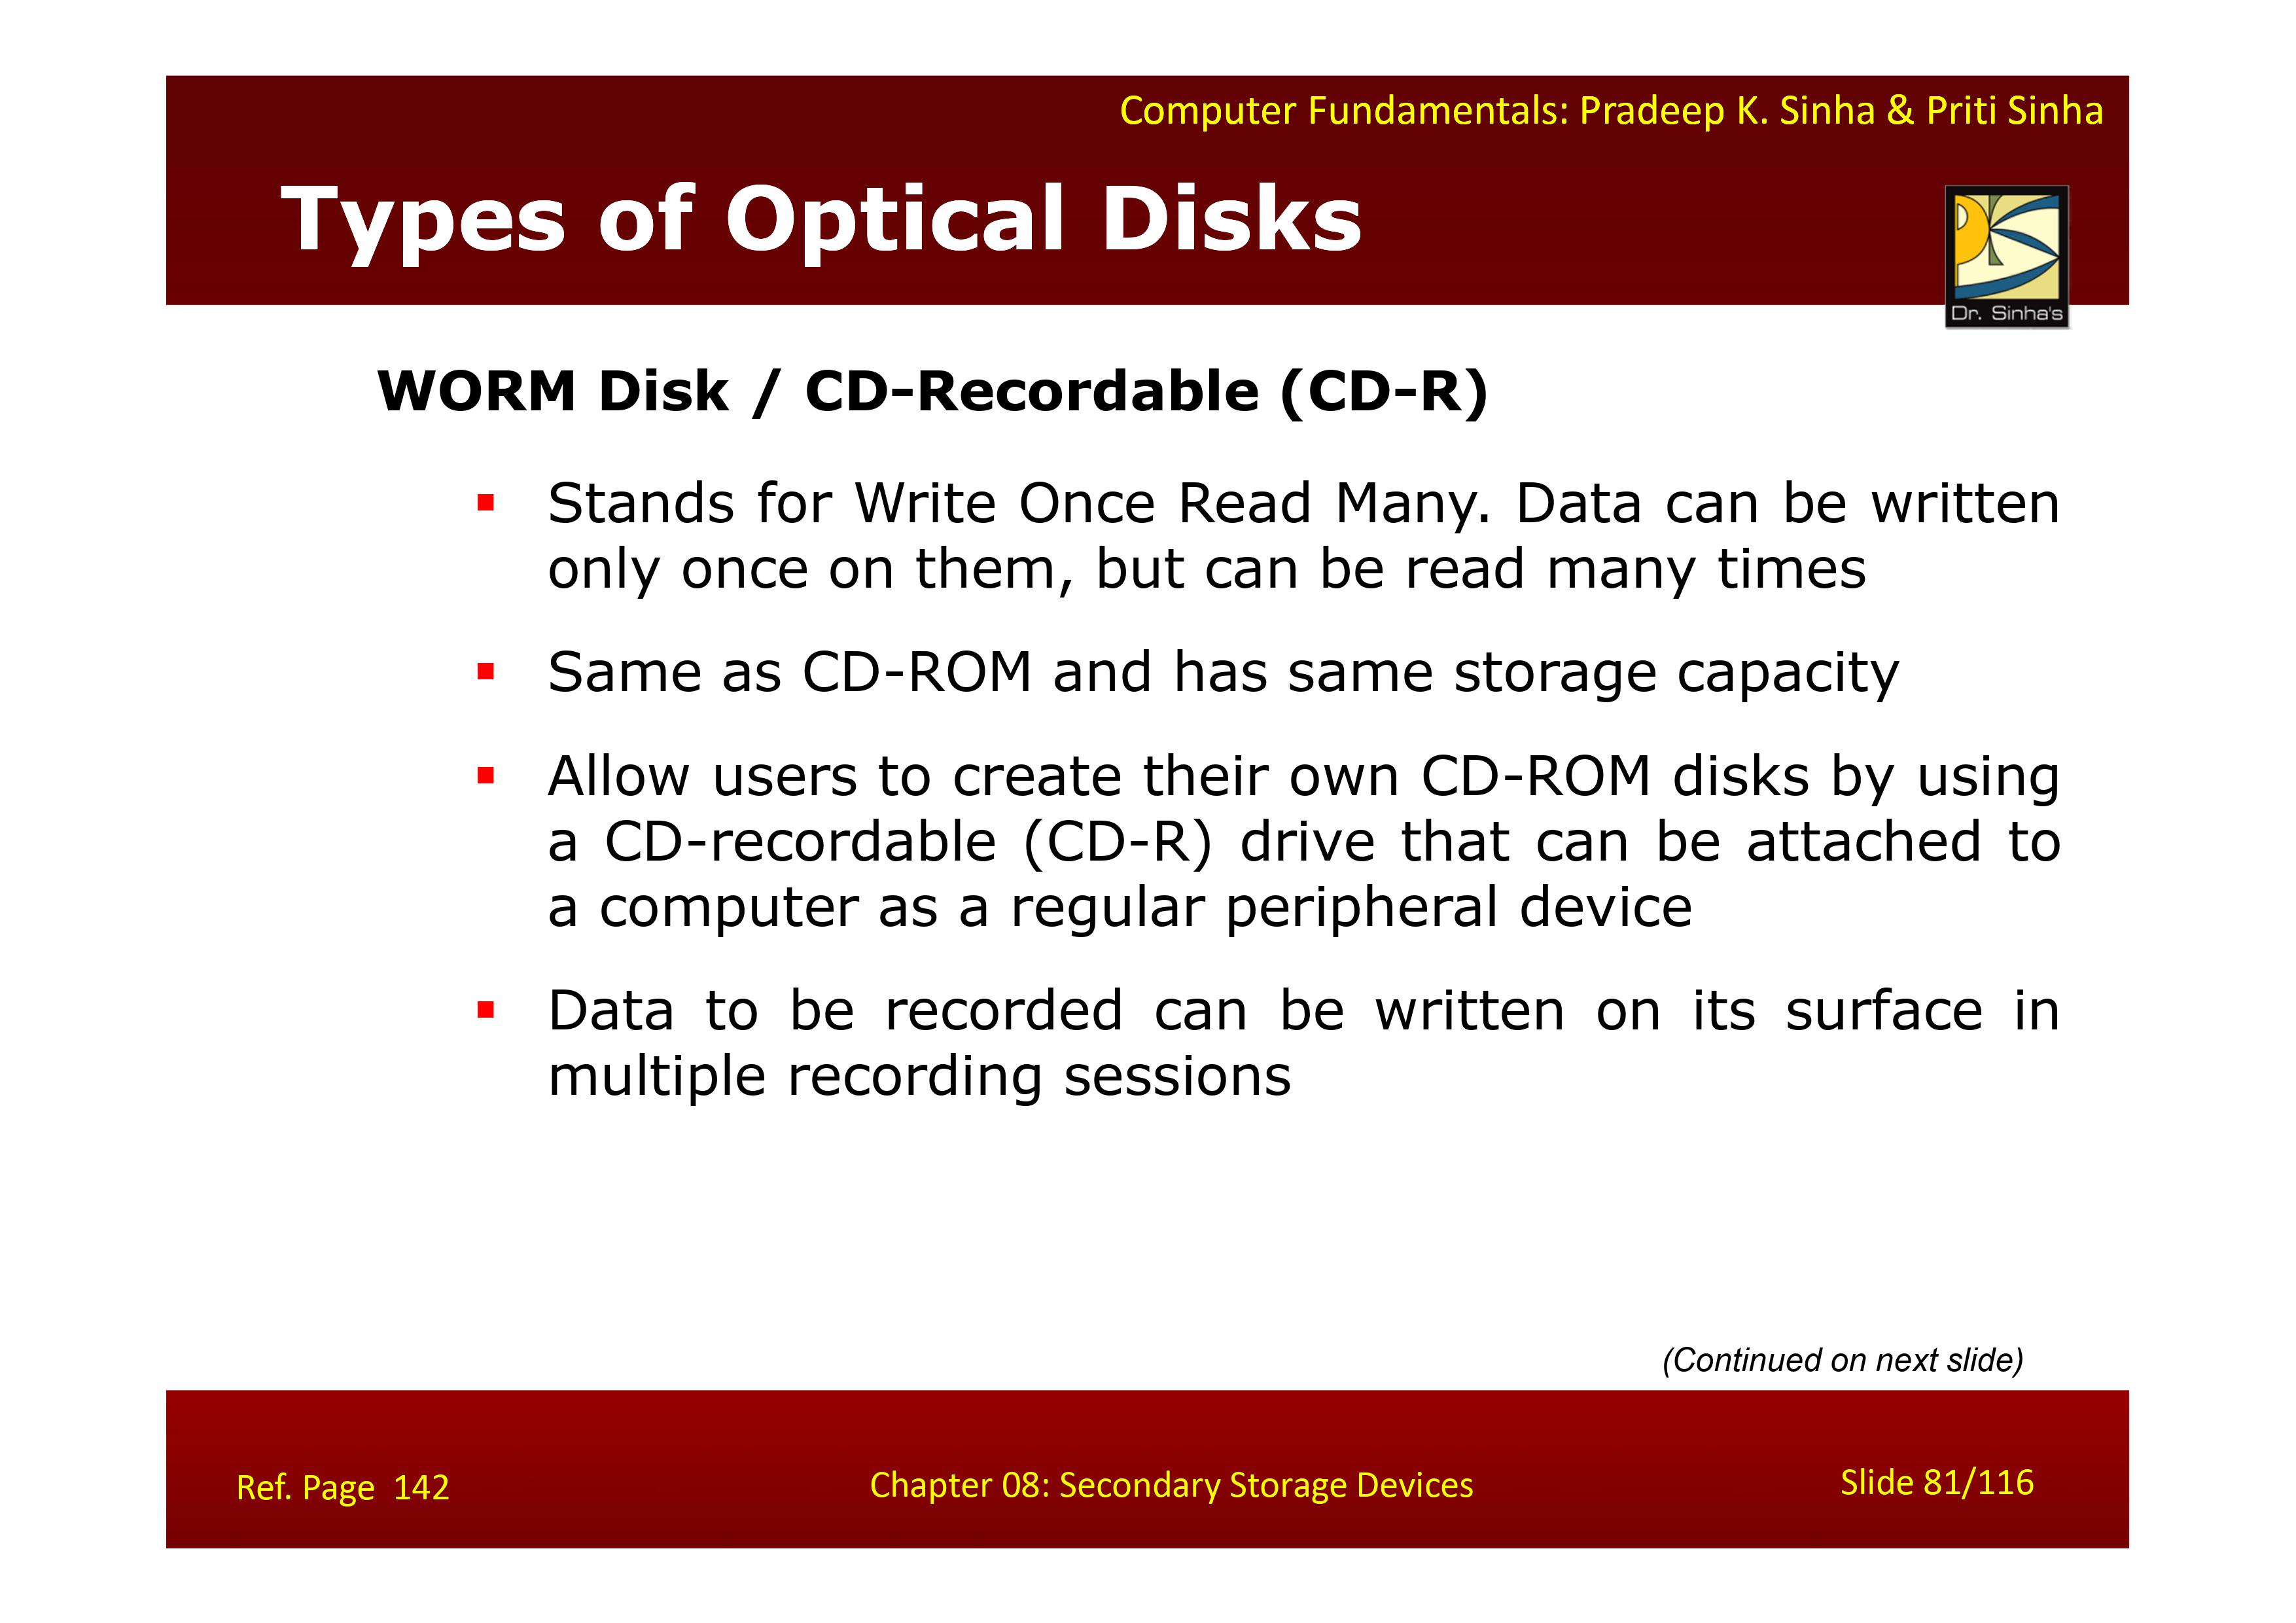 Computer Fundamentals: Pradeep K. Sinha & Priti Sinha
Types of Optical Disks
Dr. Sinha's
WORM Disk / CD-Recordable (CD-R)
▪ Stands for Write Once Read Many. Data can be written
only once on them, but can be read many times
▪ Same as CD-ROM and has same storage capacity
▪ Allow users to create their own CD-ROM disks by using
a CD-recordable (CD-R) drive that can be attached to
a computer as a regular peripheral device
▪ Data to be recorded can be written on its surface in
multiple recording sessions
(Continued on next slide)
Ref. Page 142
Chapter 08: Secondary Storage Devices
Slide 81/116